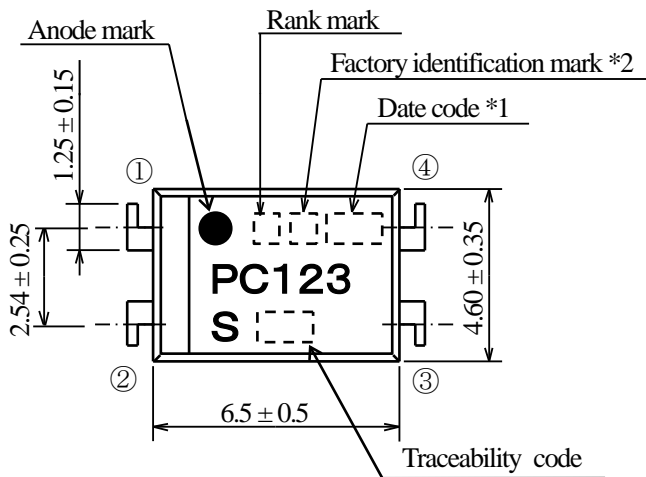 Anode mark
Rank mark
Factory identification mark *2
Date code *1
1.25 ± 0.15
2.54 ± 0.25
①
④
PC123
S
4.60 ± 0.35
②
③
6.5 ± 0.5
Traceability code